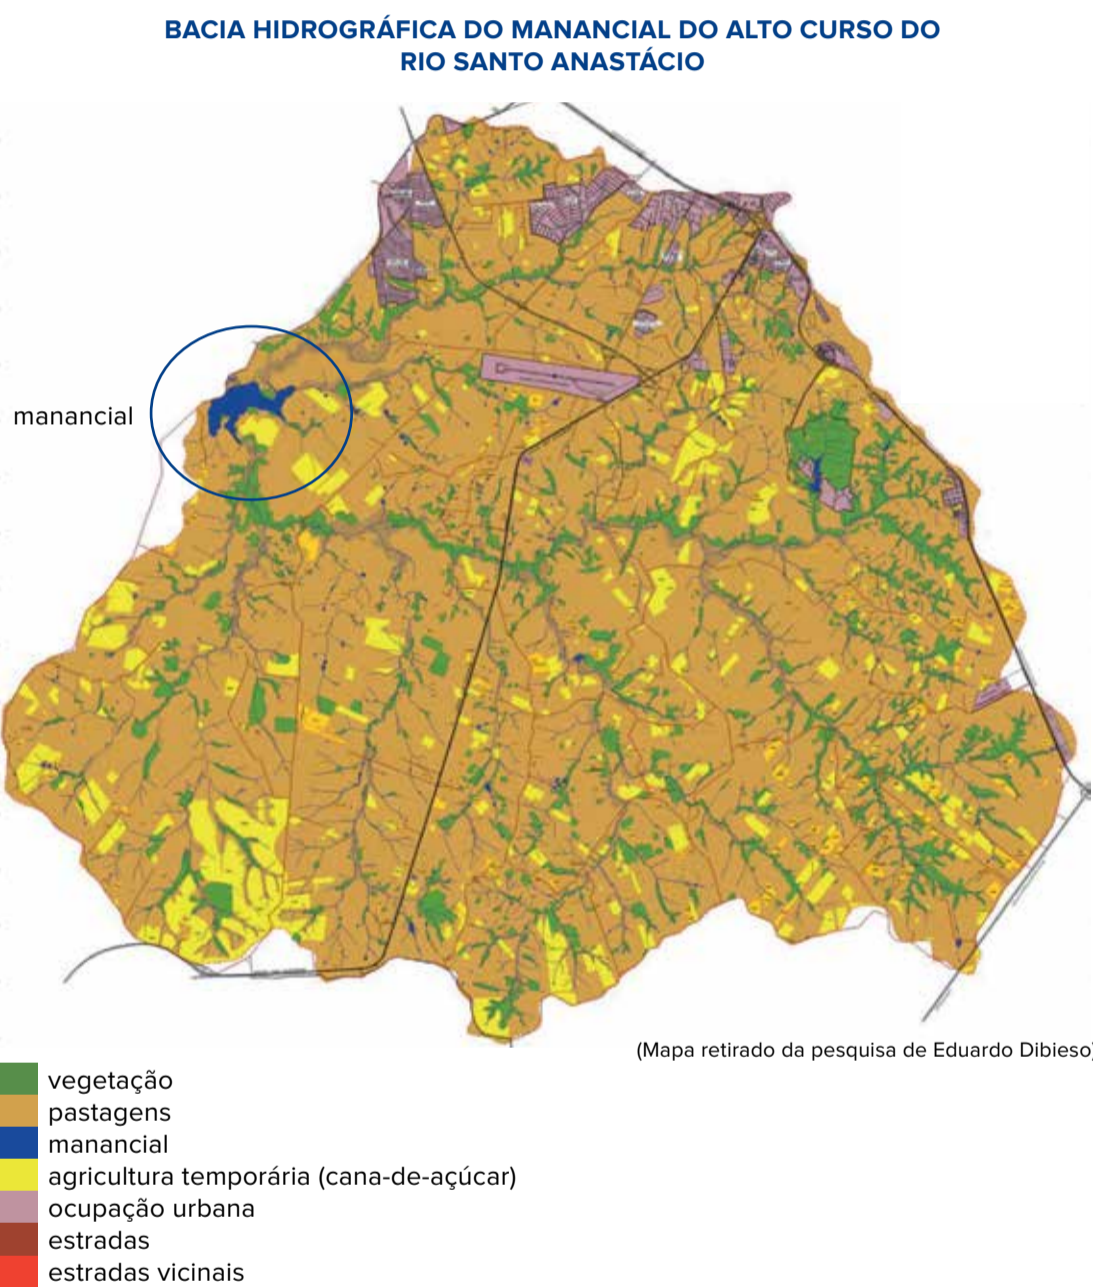 BACIA HIDROGRÁFICA DO MANANCIAL DO ALTO CURSO DO
RIO SANTO ANASTÁCIO
manancial
(Mapa retirado da pesquisa de Eduardo Dibieso)
vegetação
pastagens
manancial
agricultura temporária (cana-de-açúcar)
ocupação urbana
estradas
estradas vicinais